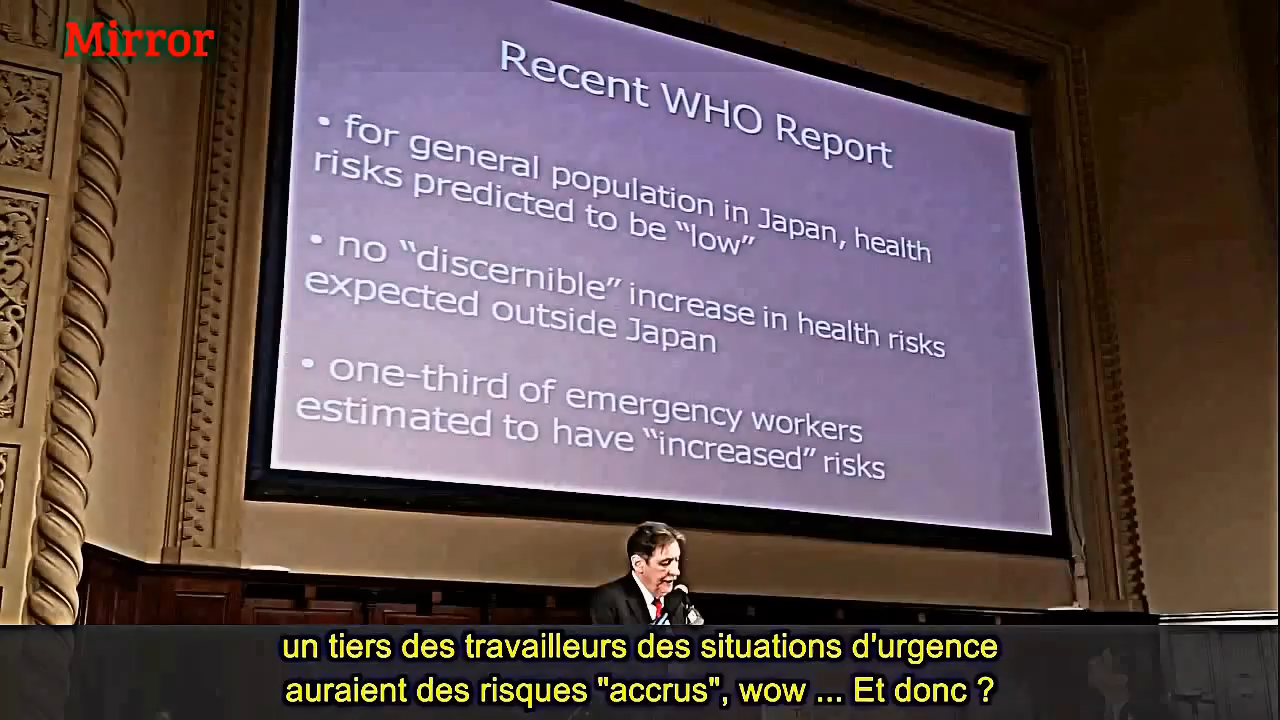 Mirror
Recent WHO Report
• for general population in Japan, health
risks predicted to be “low”
• no “discernible” increase in health risks
expected outside Japan
• one-third of emergency workers
estimated to have “increased” risks
un tiers des travailleurs des situations d'urgence
auraient des risques "accrus", wow ... Et donc ?